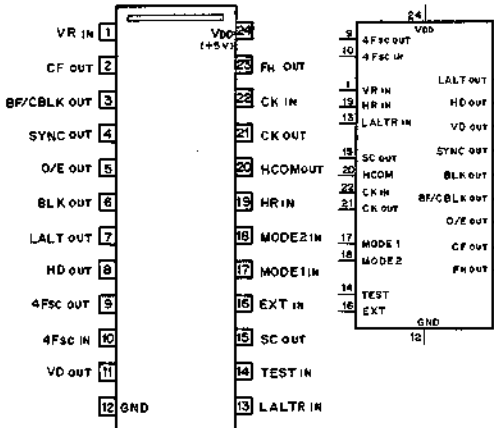 VR IN 1
CF OUT 2
BF/CBLK OUT 3
SYNC OUT 4
O/E OUT 5
BLK OUT 6
LALT OUT 7
HD OUT 8
4FSC OUT 9
4FSC IN 10
VD OUT 11
12 GND
VDD 24
(+5V)
23 FH OUT
22 CK IN
21 CK OUT
20 HCOM OUT
19 HR IN
18 MODE2 IN
17 MODE1 IN
16 EXT IN
15 SC OUT
14 TEST IN
13 LALTR IN
24
VDD
9 4FSC OUT
10 4FSC IN
1 VR IN
19 HR IN
13 LALTR IN
15 SC OUT
20 HCOM
22 CK IN
21 CK OUT
17 MODE 1
18 MODE 2
14 TEST
16 EXT
LALT OUT
HD OUT
VD OUT
SYNC OUT
BLK OUT
BF/CBLK OUT
O/E OUT
CF OUT
FH OUT
GND
12